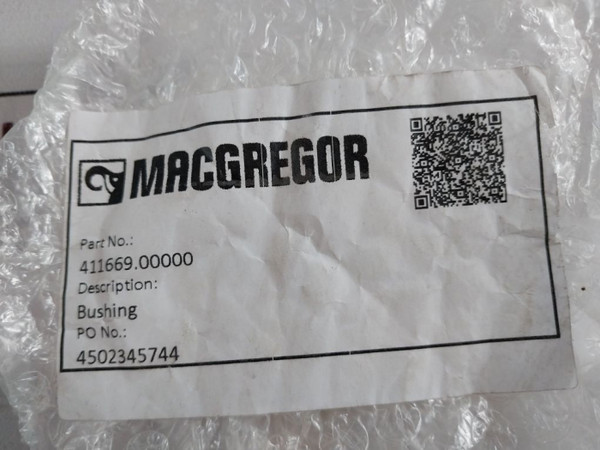 MACGREGOR
Part No.:
411669.00000
Description:
Bushing
PO No.:
4502345744